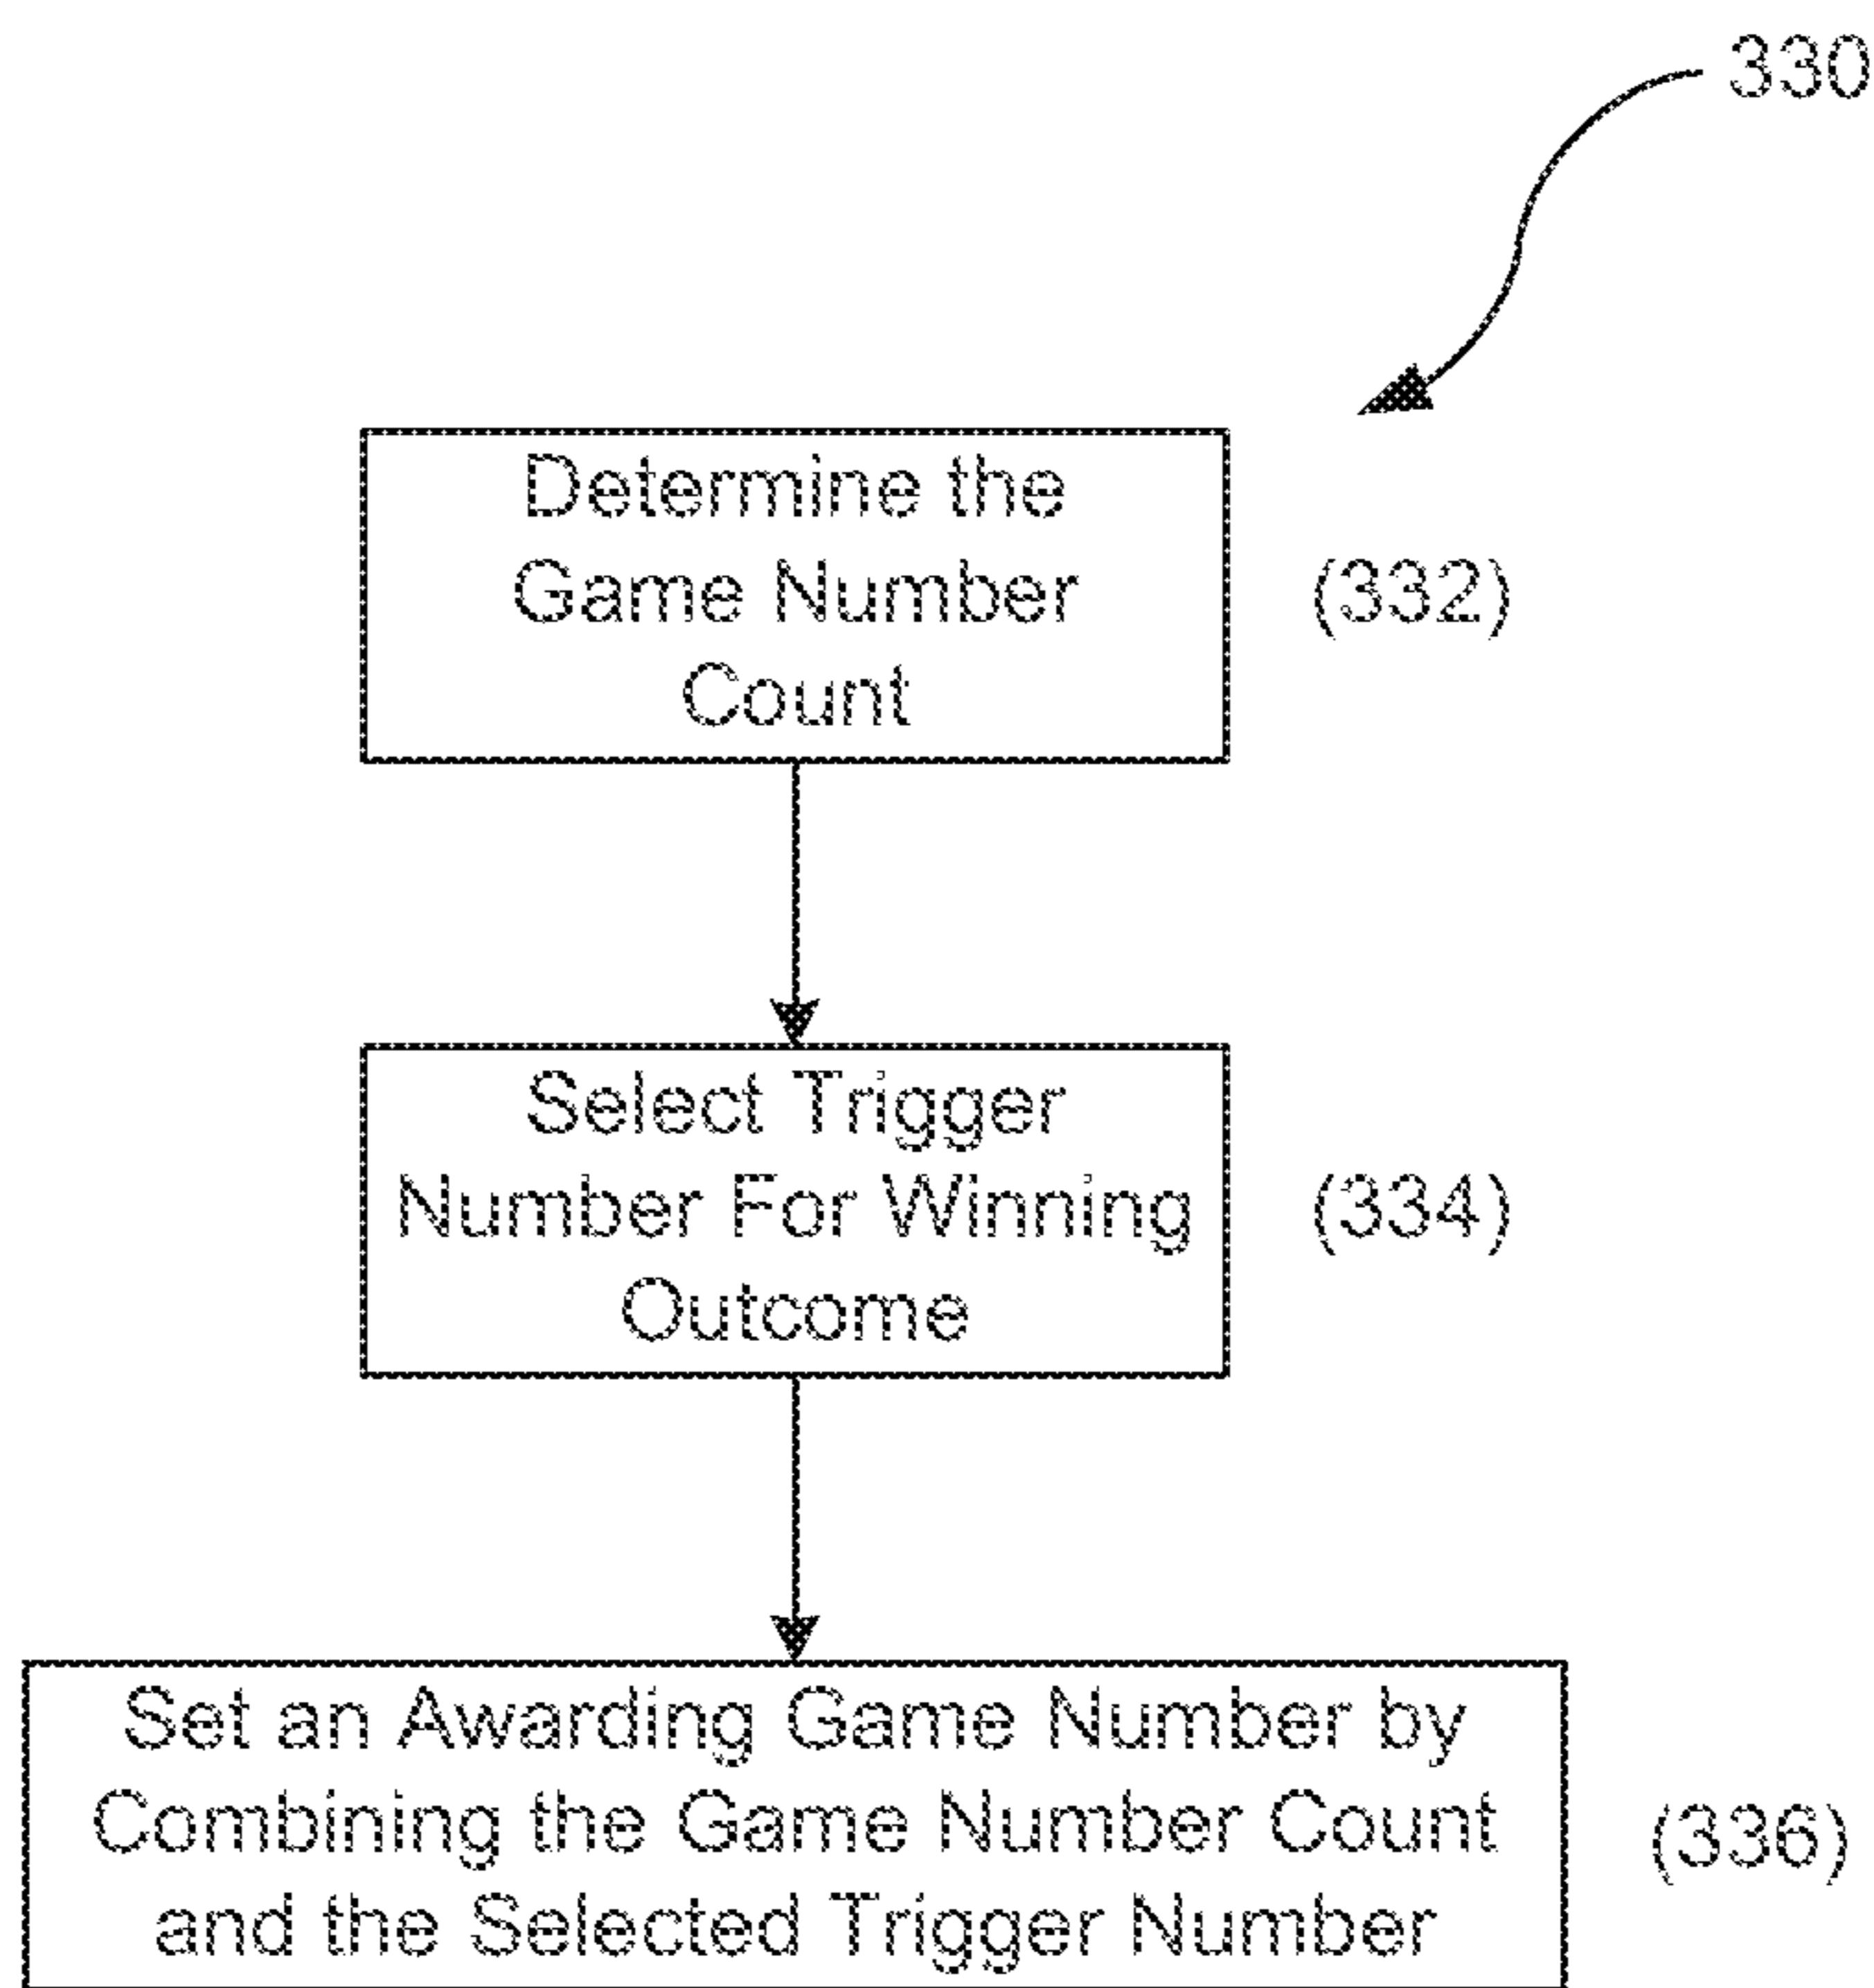 330
Determine the
Game Number
Count
(332)
Select Trigger
Number For Winning
Outcome
(334)
Set an Awarding Game Number by
Combining the Game Number Count
and the Selected Trigger Number
(336)